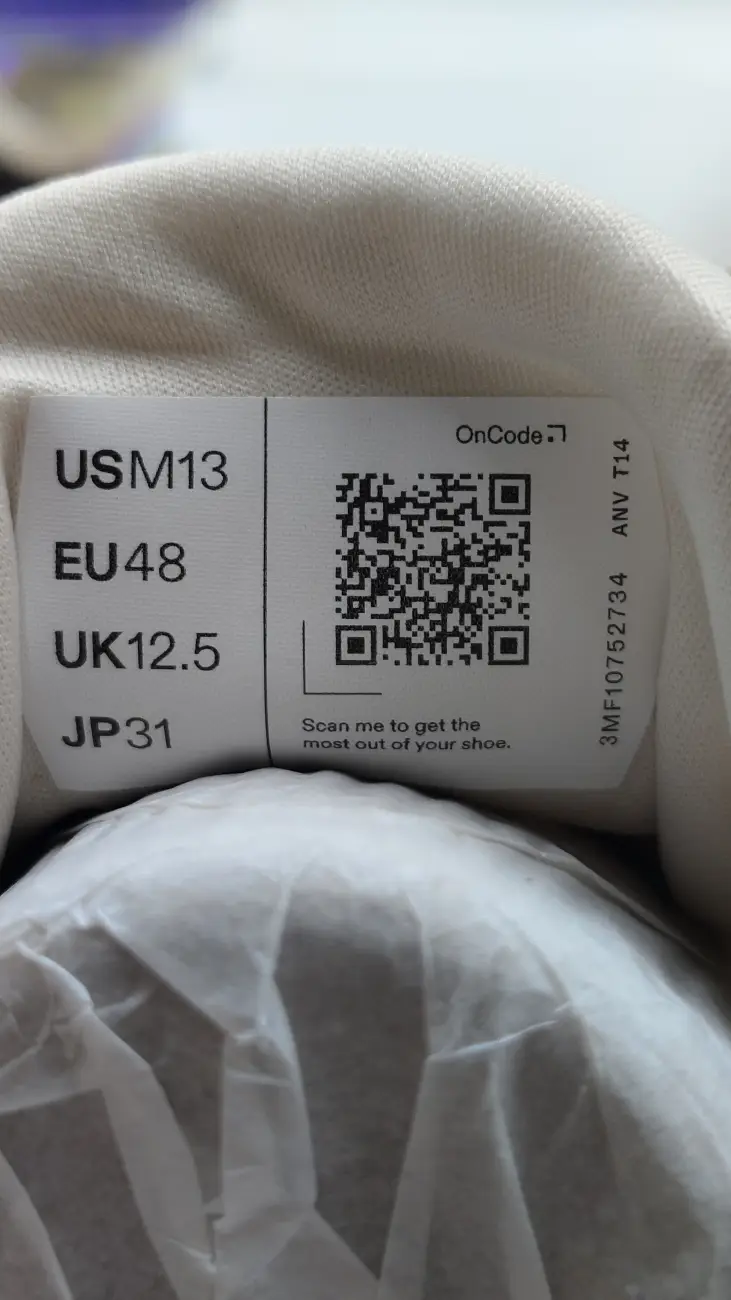 USM13
EU48
UK12.5
JP31
OnCode
Scan me to get the
most out of your shoe.
3MF10752734 ANV T14